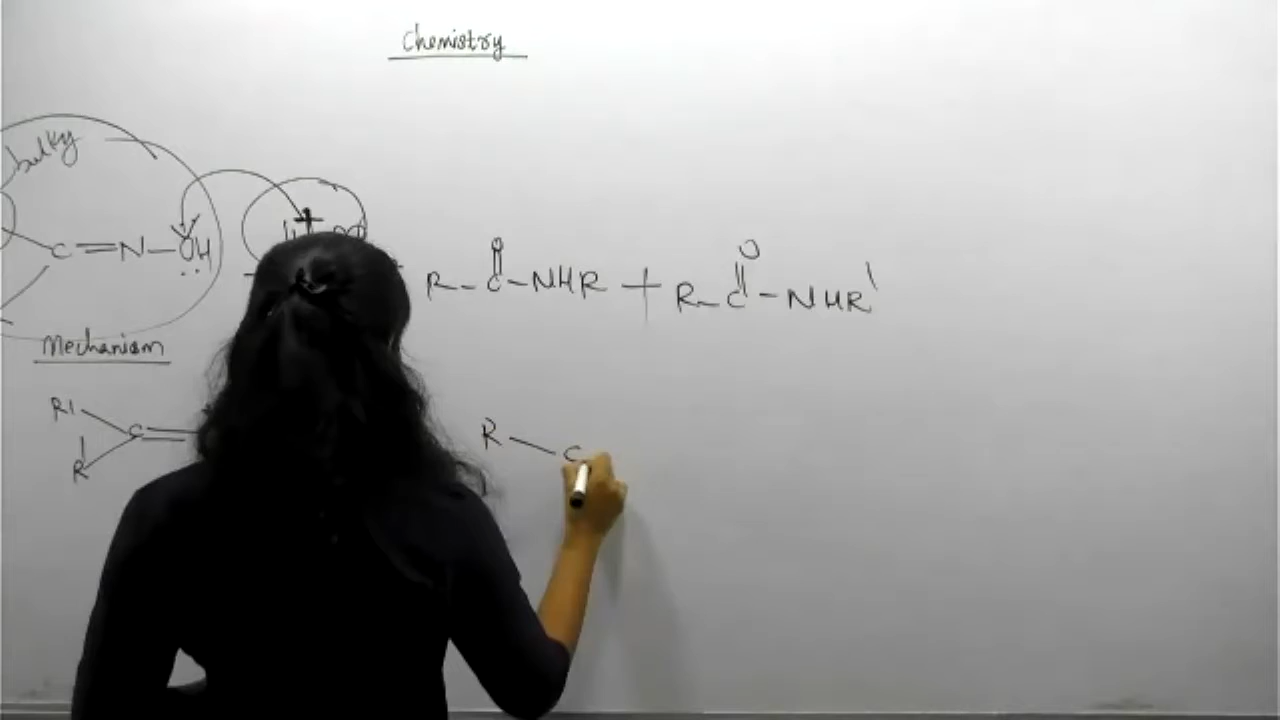 Chemistry
bulky
C=N-OH
H+
O O
R-C-NHR + R-C-NHR'
Mechanism
R1
C=
R'
R-C